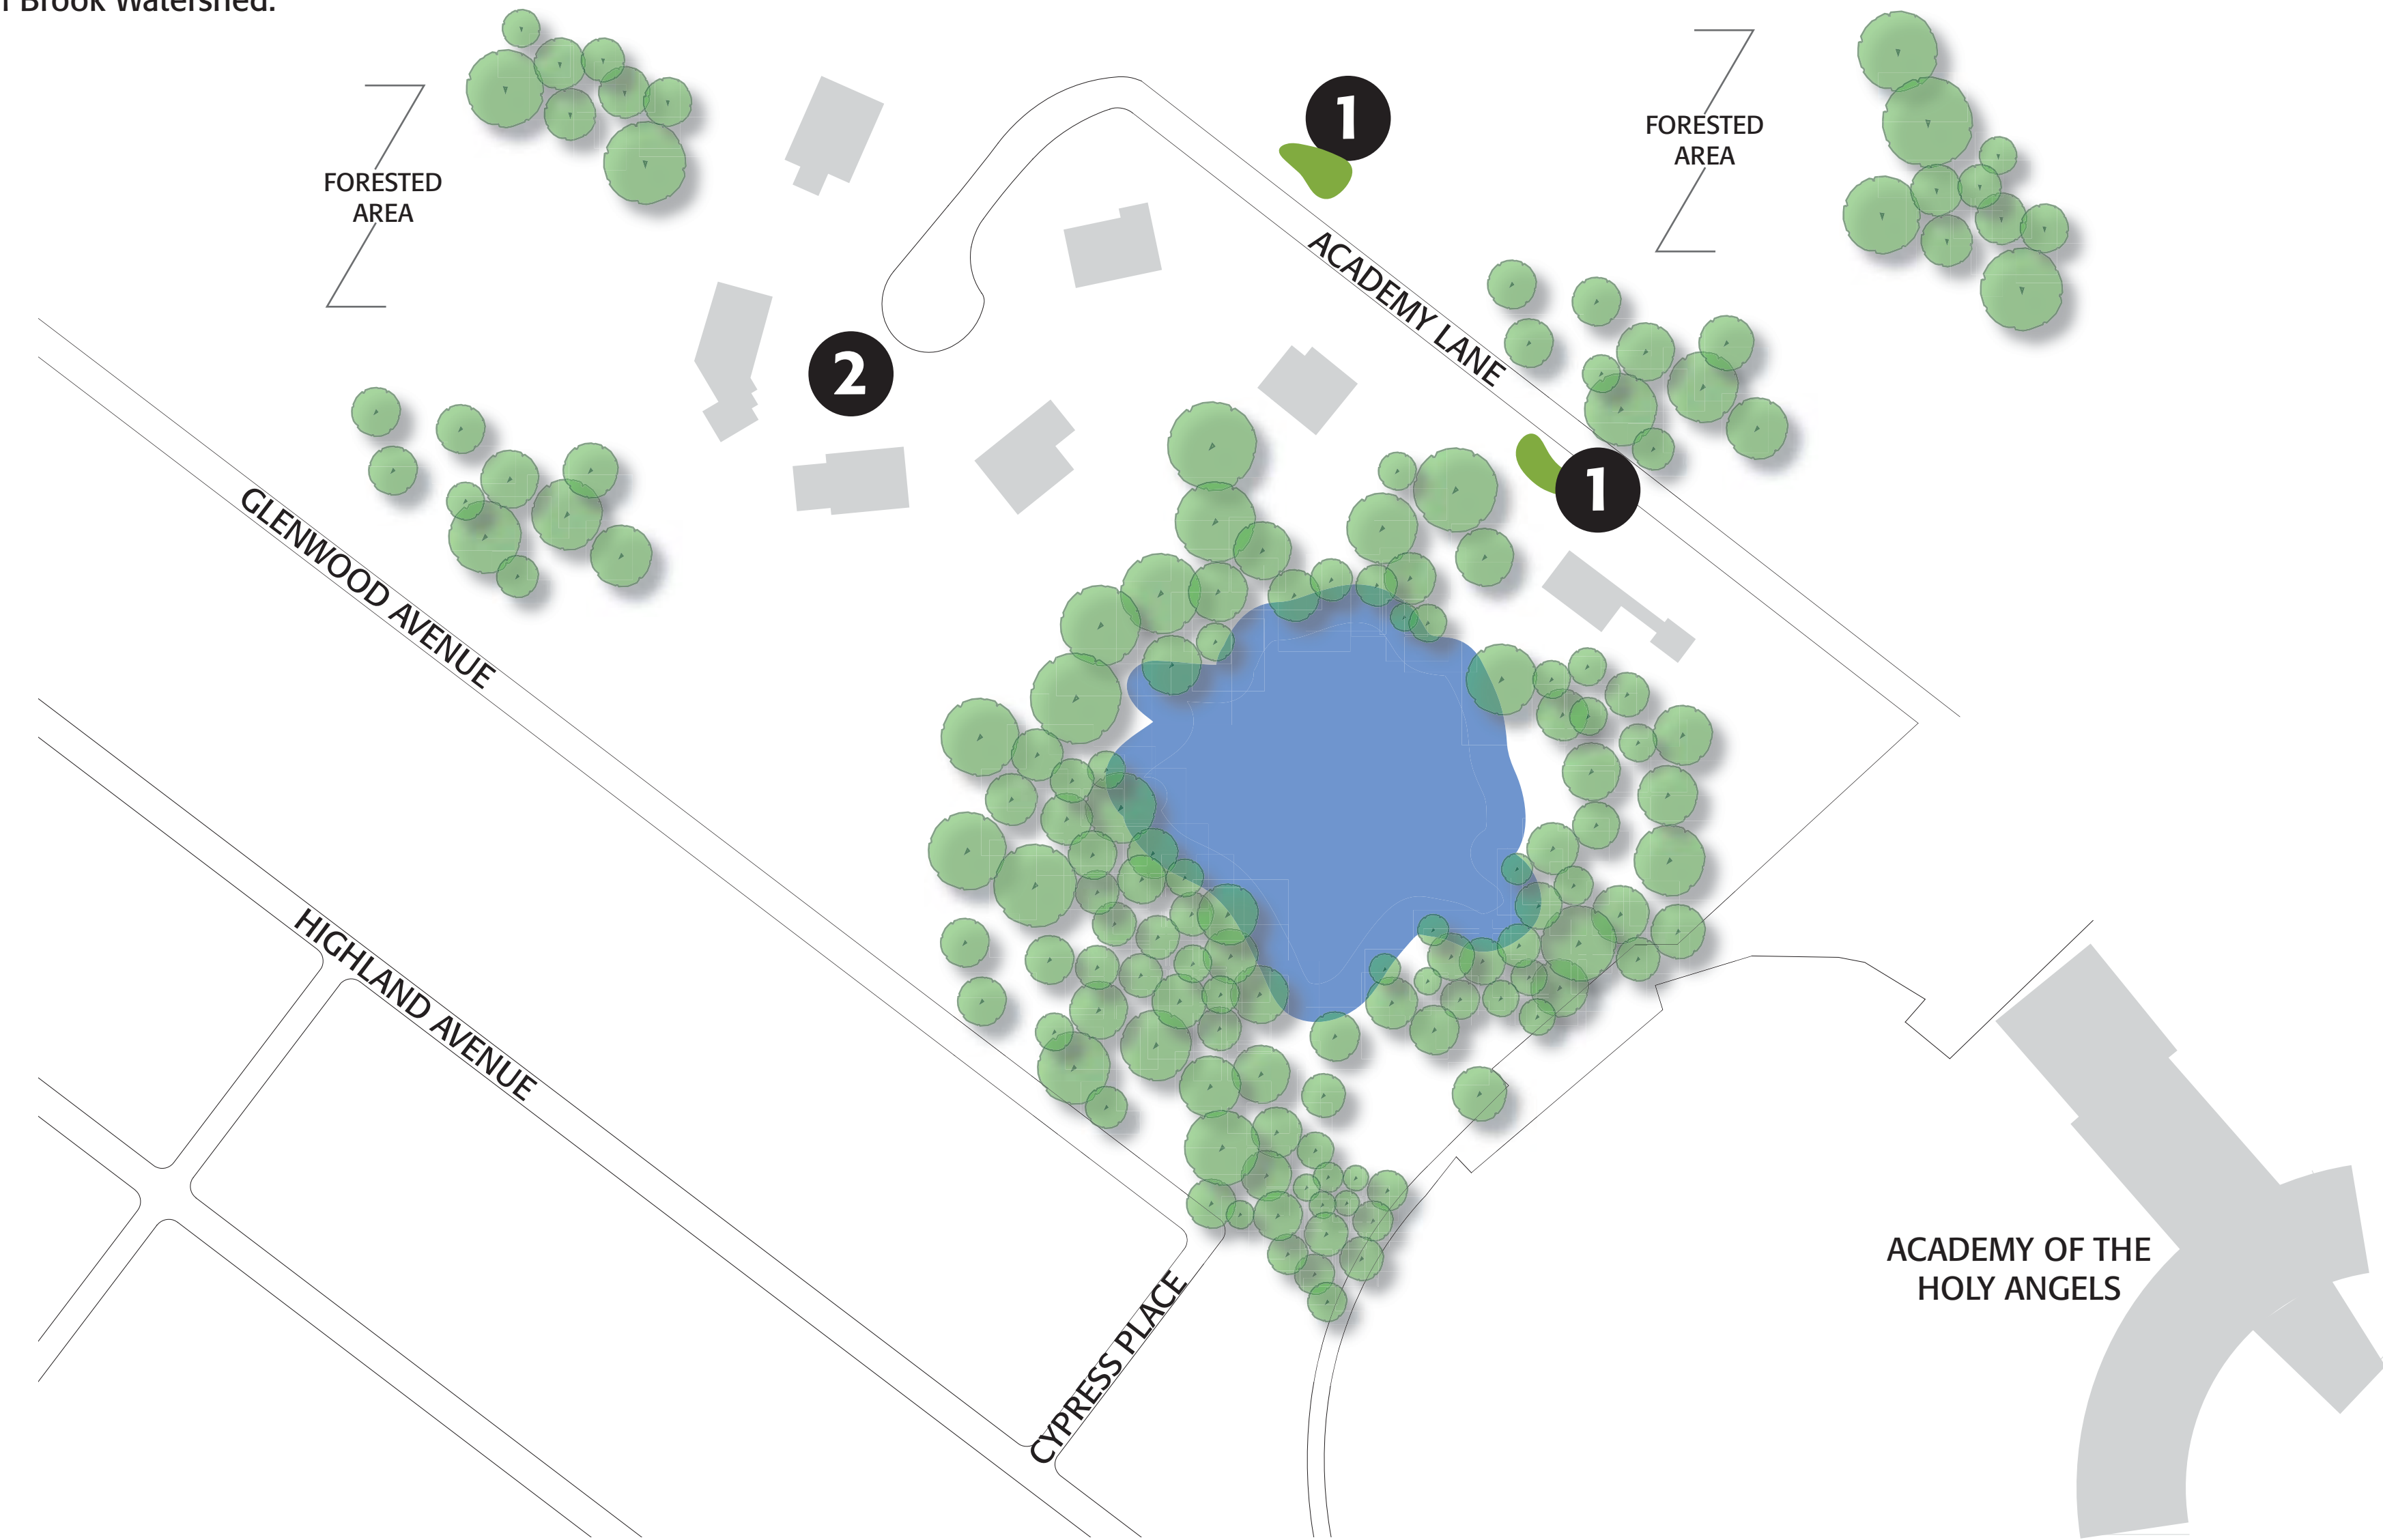 Brook Watershed.
FORESTED
AREA
1
FORESTED
AREA
ACADEMY LANE
2
1
GLENWOOD AVENUE
HIGHLAND AVENUE
CYPRESS PLACE
ACADEMY OF THE
HOLY ANGELS